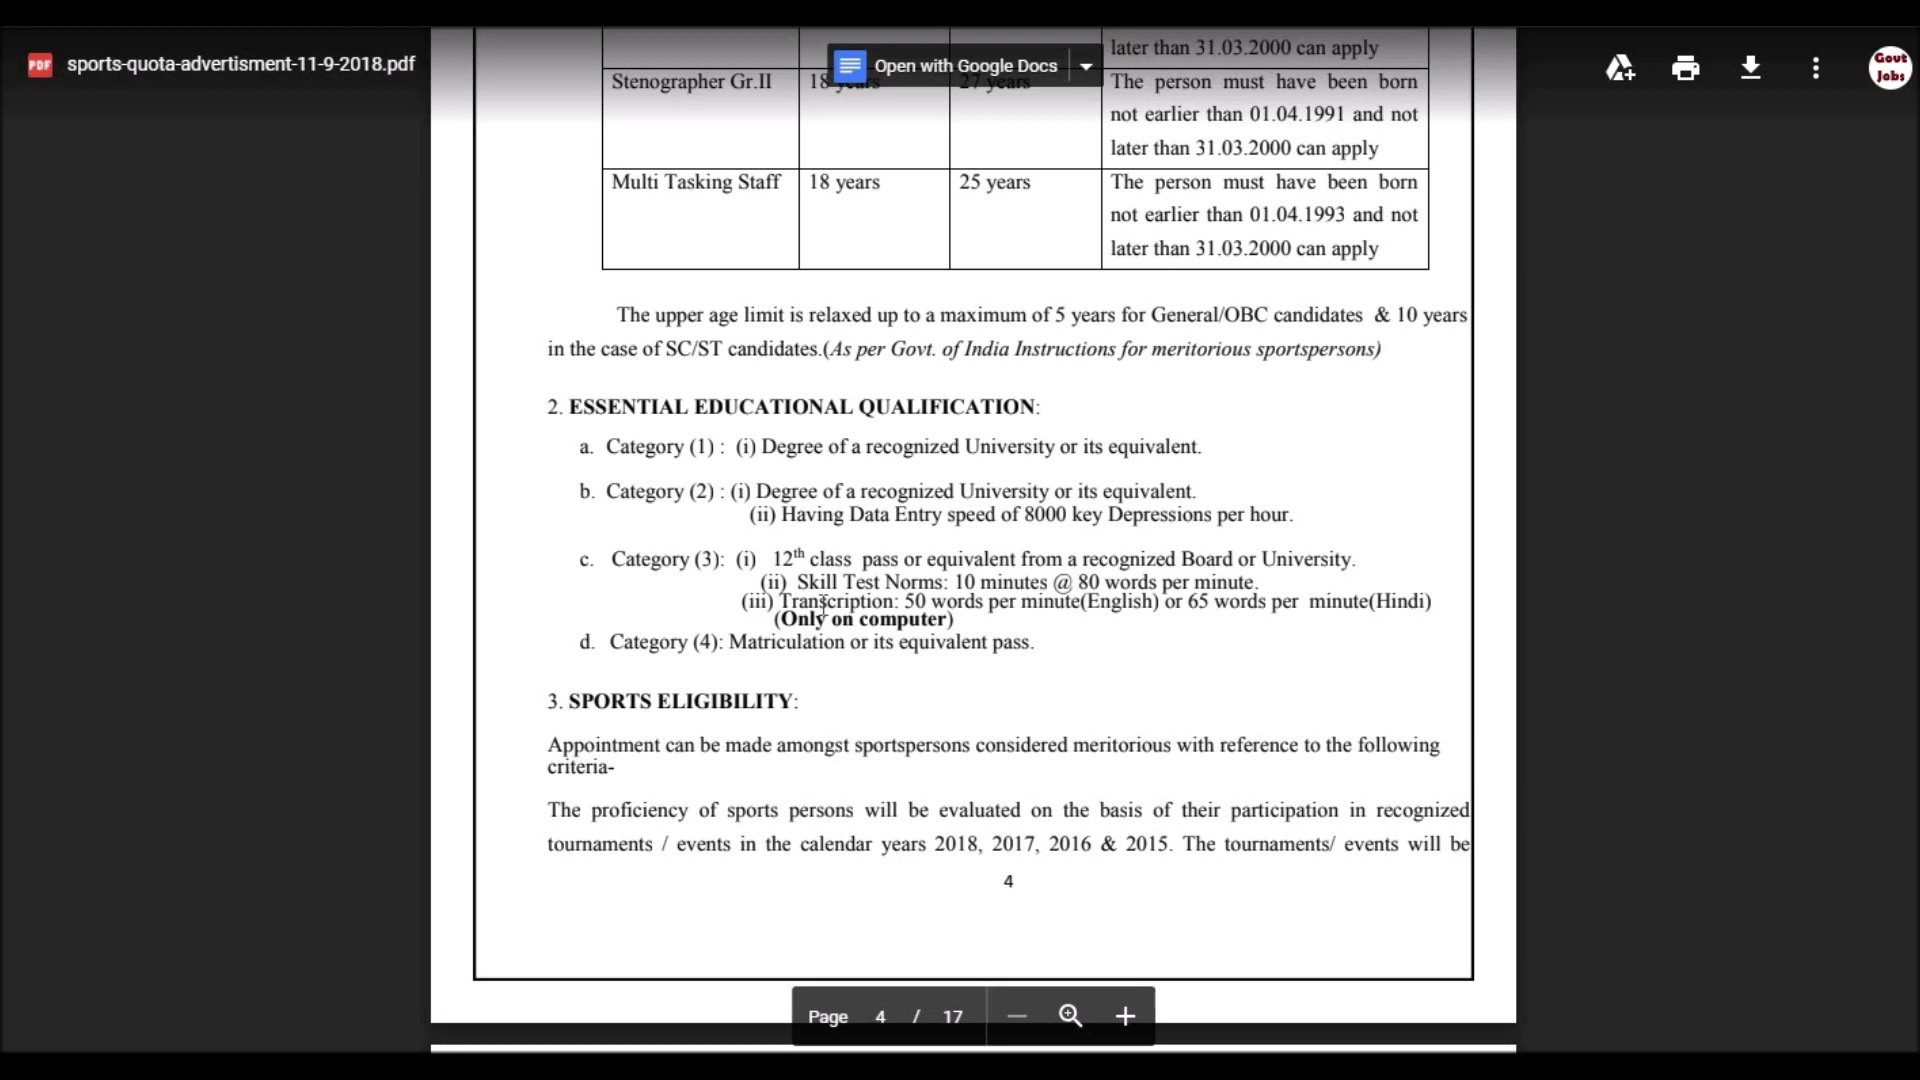 PDF sports-quota-advertisment-11-9-2018.pdf
Open with Google Docs
Govt
Jobs
later than 31.03.2000 can apply
Stenographer Gr.II 18 years 27 years The person must have been born
not earlier than 01.04.1991 and not
later than 31.03.2000 can apply
Multi Tasking Staff 18 years 25 years The person must have been born
not earlier than 01.04.1993 and not
later than 31.03.2000 can apply
The upper age limit is relaxed up to a maximum of 5 years for General/OBC candidates & 10 years
in the case of SC/ST candidates.(As per Govt. of India Instructions for meritorious sportspersons)
2. ESSENTIAL EDUCATIONAL QUALIFICATION:
a. Category (1) : (i) Degree of a recognized University or its equivalent.
b. Category (2) : (i) Degree of a recognized University or its equivalent.
(ii) Having Data Entry speed of 8000 key Depressions per hour.
c. Category (3): (i) 12th class pass or equivalent from a recognized Board or University.
(ii) Skill Test Norms: 10 minutes @ 80 words per minute.
(iii) Transcription: 50 words per minute(English) or 65 words per minute(Hindi)
(Only on computer)
d. Category (4): Matriculation or its equivalent pass.
3. SPORTS ELIGIBILITY:
Appointment can be made amongst sportspersons considered meritorious with reference to the following
criteria-
The proficiency of sports persons will be evaluated on the basis of their participation in recognized
tournaments / events in the calendar years 2018, 2017, 2016 & 2015. The tournaments/ events will be
4
Page 4 / 17